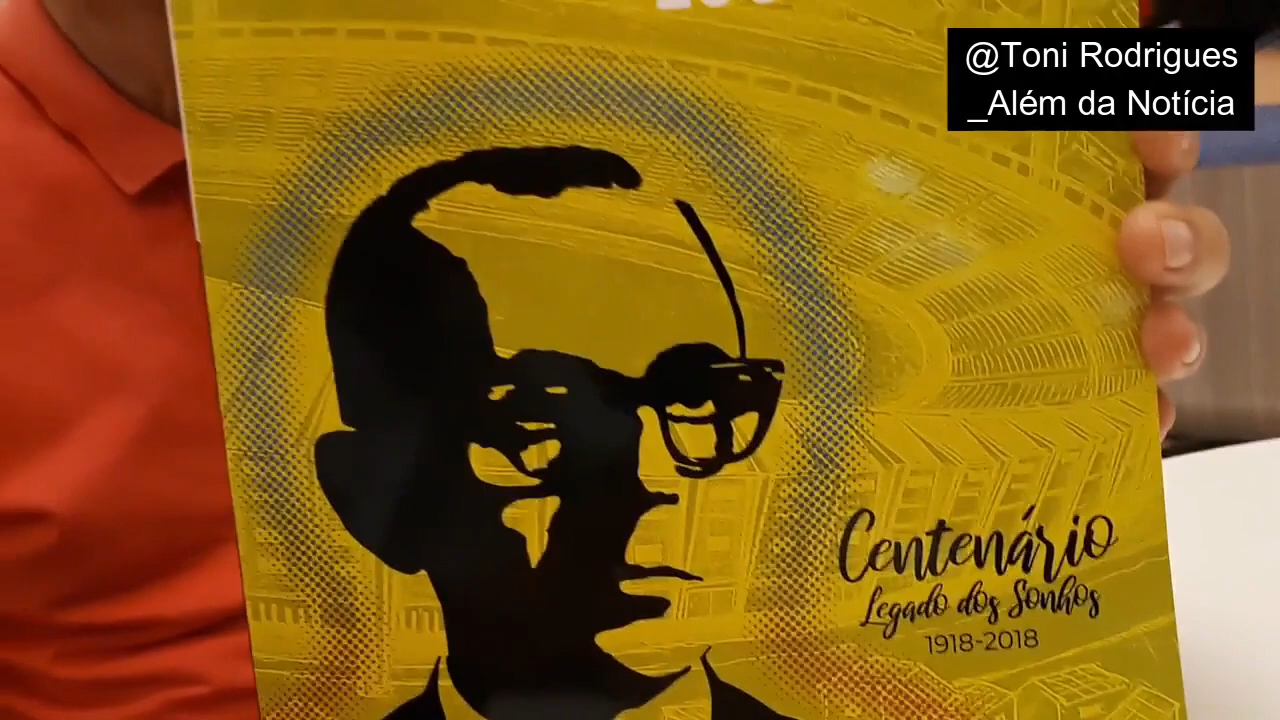 @Toni Rodrigues
_Além da Notícia
Centenário
Legado dos Sonhos
1918-2018